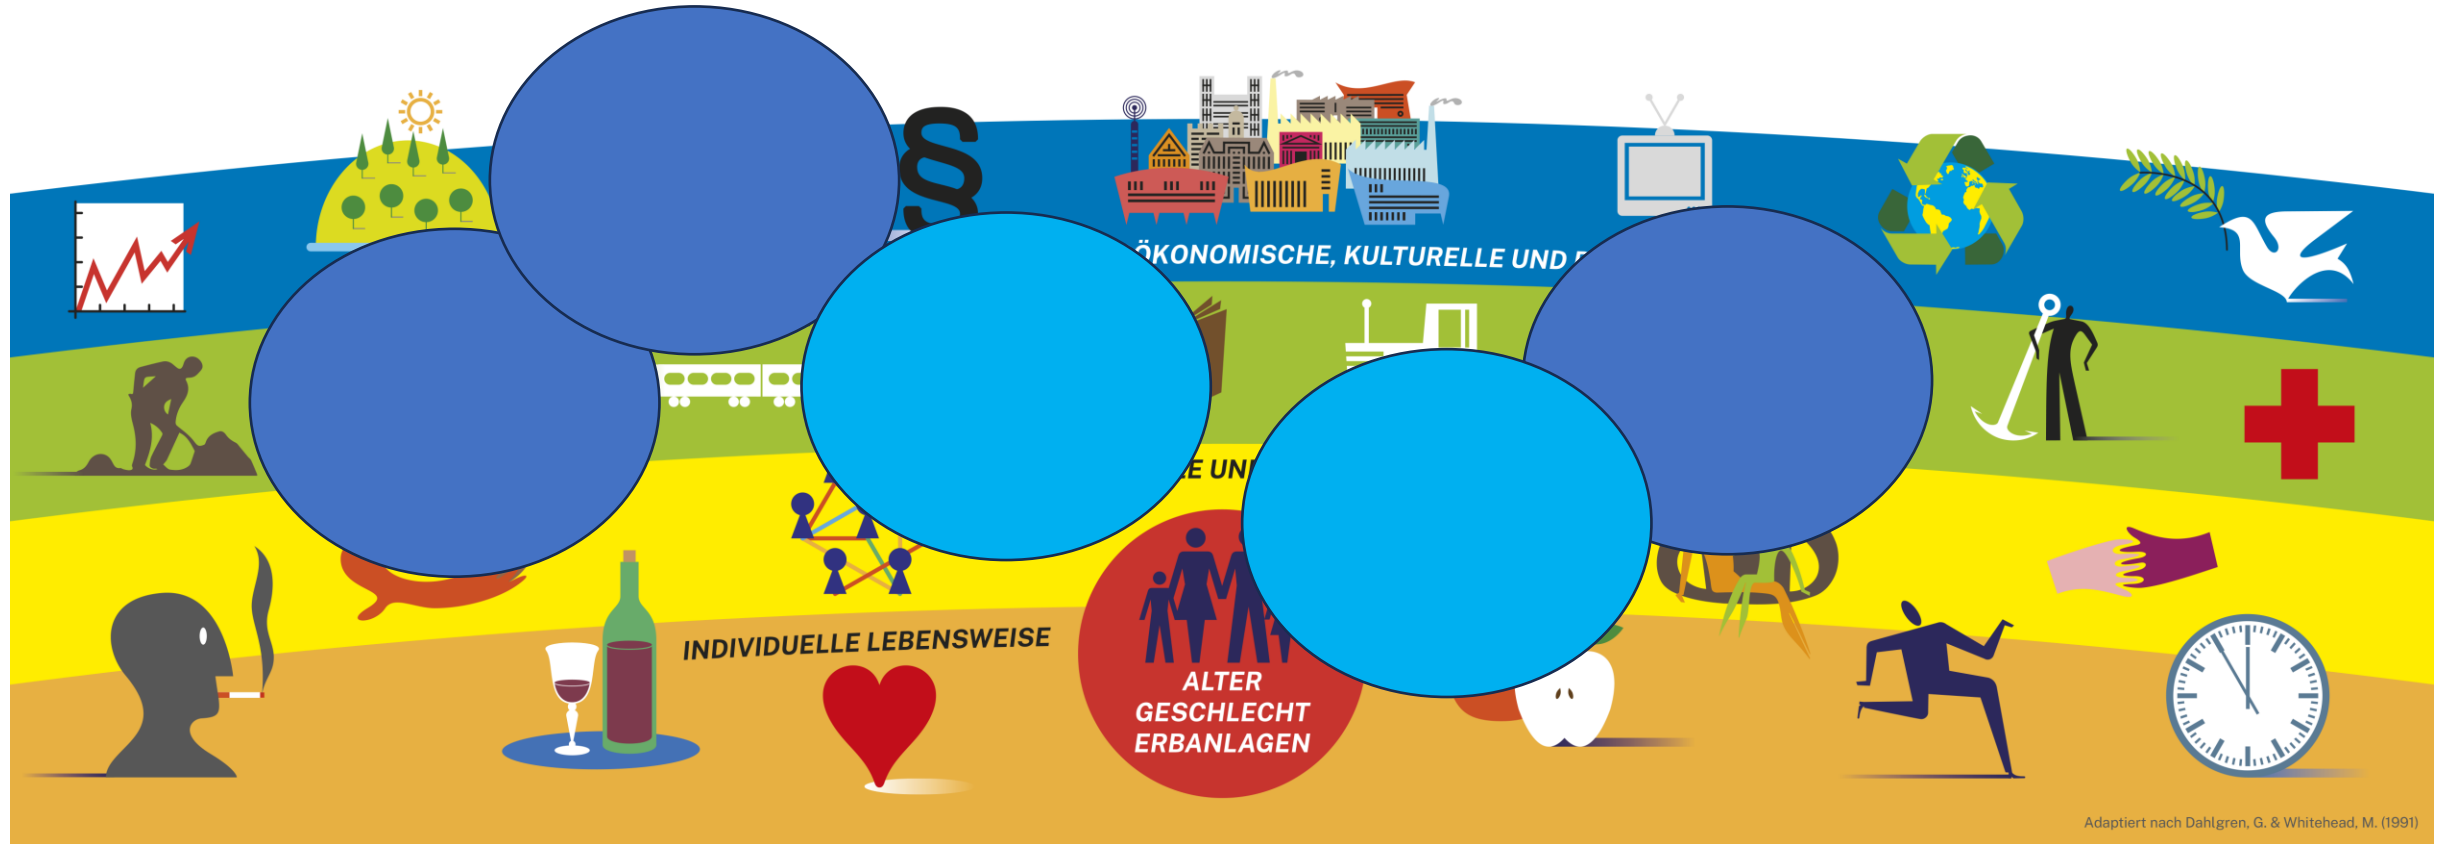 §
ÖKONOMISCHE, KULTURELLE UND
INDIVIDUELLE LEBENSWEISE
ALTER
GESCHLECHT
ERBANLAGEN
Adaptiert nach Dahlgren, G. & Whitehead, M. (1991)